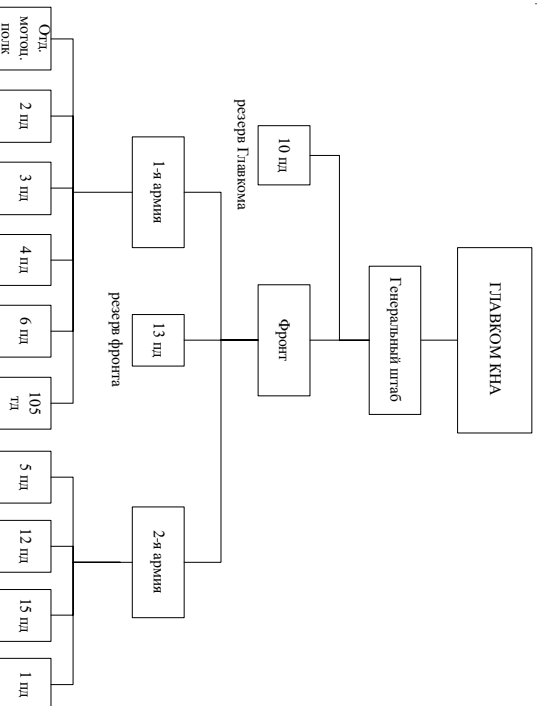 ГЛАВКОМ КНА
Генеральный штаб
10 пд
резерв Главкома
Фронт
1-я армия
13 пд
резерв фронта
2-я армия
Отд.
мотоц.
полк
2 пд
3 пд
4 пд
6 пд
105
тд
5 пд
12 пд
15 пд
1 пд